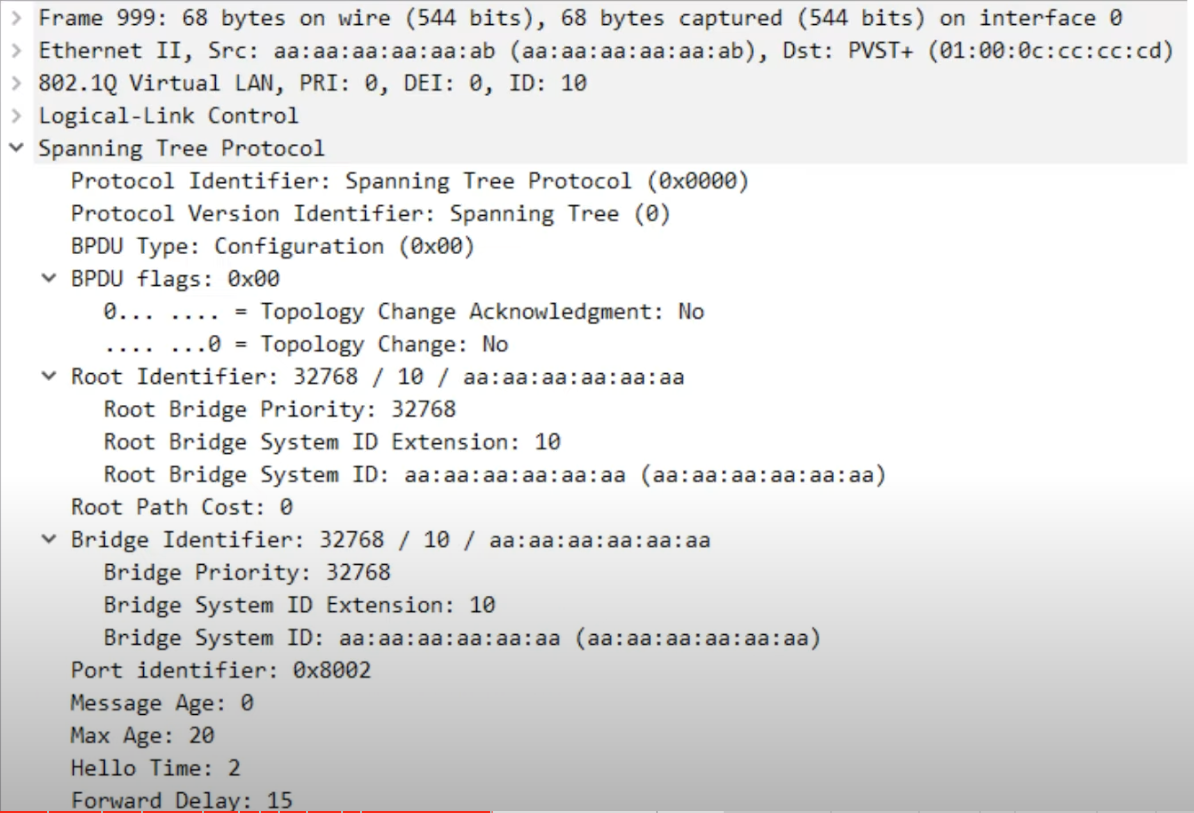 Frame 999: 68 bytes on wire (544 bits), 68 bytes captured (544 bits) on interface 0
Ethernet II, Src: aa:aa:aa:aa:aa:ab (aa:aa:aa:aa:aa:ab), Dst: PVST+ (01:00:0c:cc:cc:cd)
802.1Q Virtual LAN, PRI: 0, DEI: 0, ID: 10
Logical-Link Control
Spanning Tree Protocol
Protocol Identifier: Spanning Tree Protocol (0x0000)
Protocol Version Identifier: Spanning Tree (0)
BPDU Type: Configuration (0x00)
BPDU flags: 0x00
0... .... = Topology Change Acknowledgment: No
.... ...0 = Topology Change: No
Root Identifier: 32768 / 10 / aa:aa:aa:aa:aa:aa
Root Bridge Priority: 32768
Root Bridge System ID Extension: 10
Root Bridge System ID: aa:aa:aa:aa:aa:aa (aa:aa:aa:aa:aa:aa)
Root Path Cost: 0
Bridge Identifier: 32768 / 10 / aa:aa:aa:aa:aa:aa
Bridge Priority: 32768
Bridge System ID Extension: 10
Bridge System ID: aa:aa:aa:aa:aa:aa (aa:aa:aa:aa:aa:aa)
Port identifier: 0x8002
Message Age: 0
Max Age: 20
Hello Time: 2
Forward Delay: 15